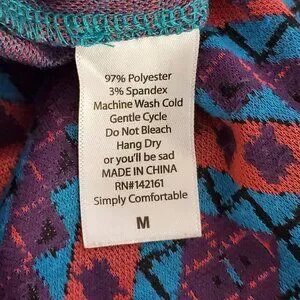 97% Polyester
3% Spandex
Machine Wash Cold
Gentle Cycle
Do Not Bleach
Hang Dry
or you'll be sad
MADE IN CHINA
RN#142161
Simply Comfortable
M